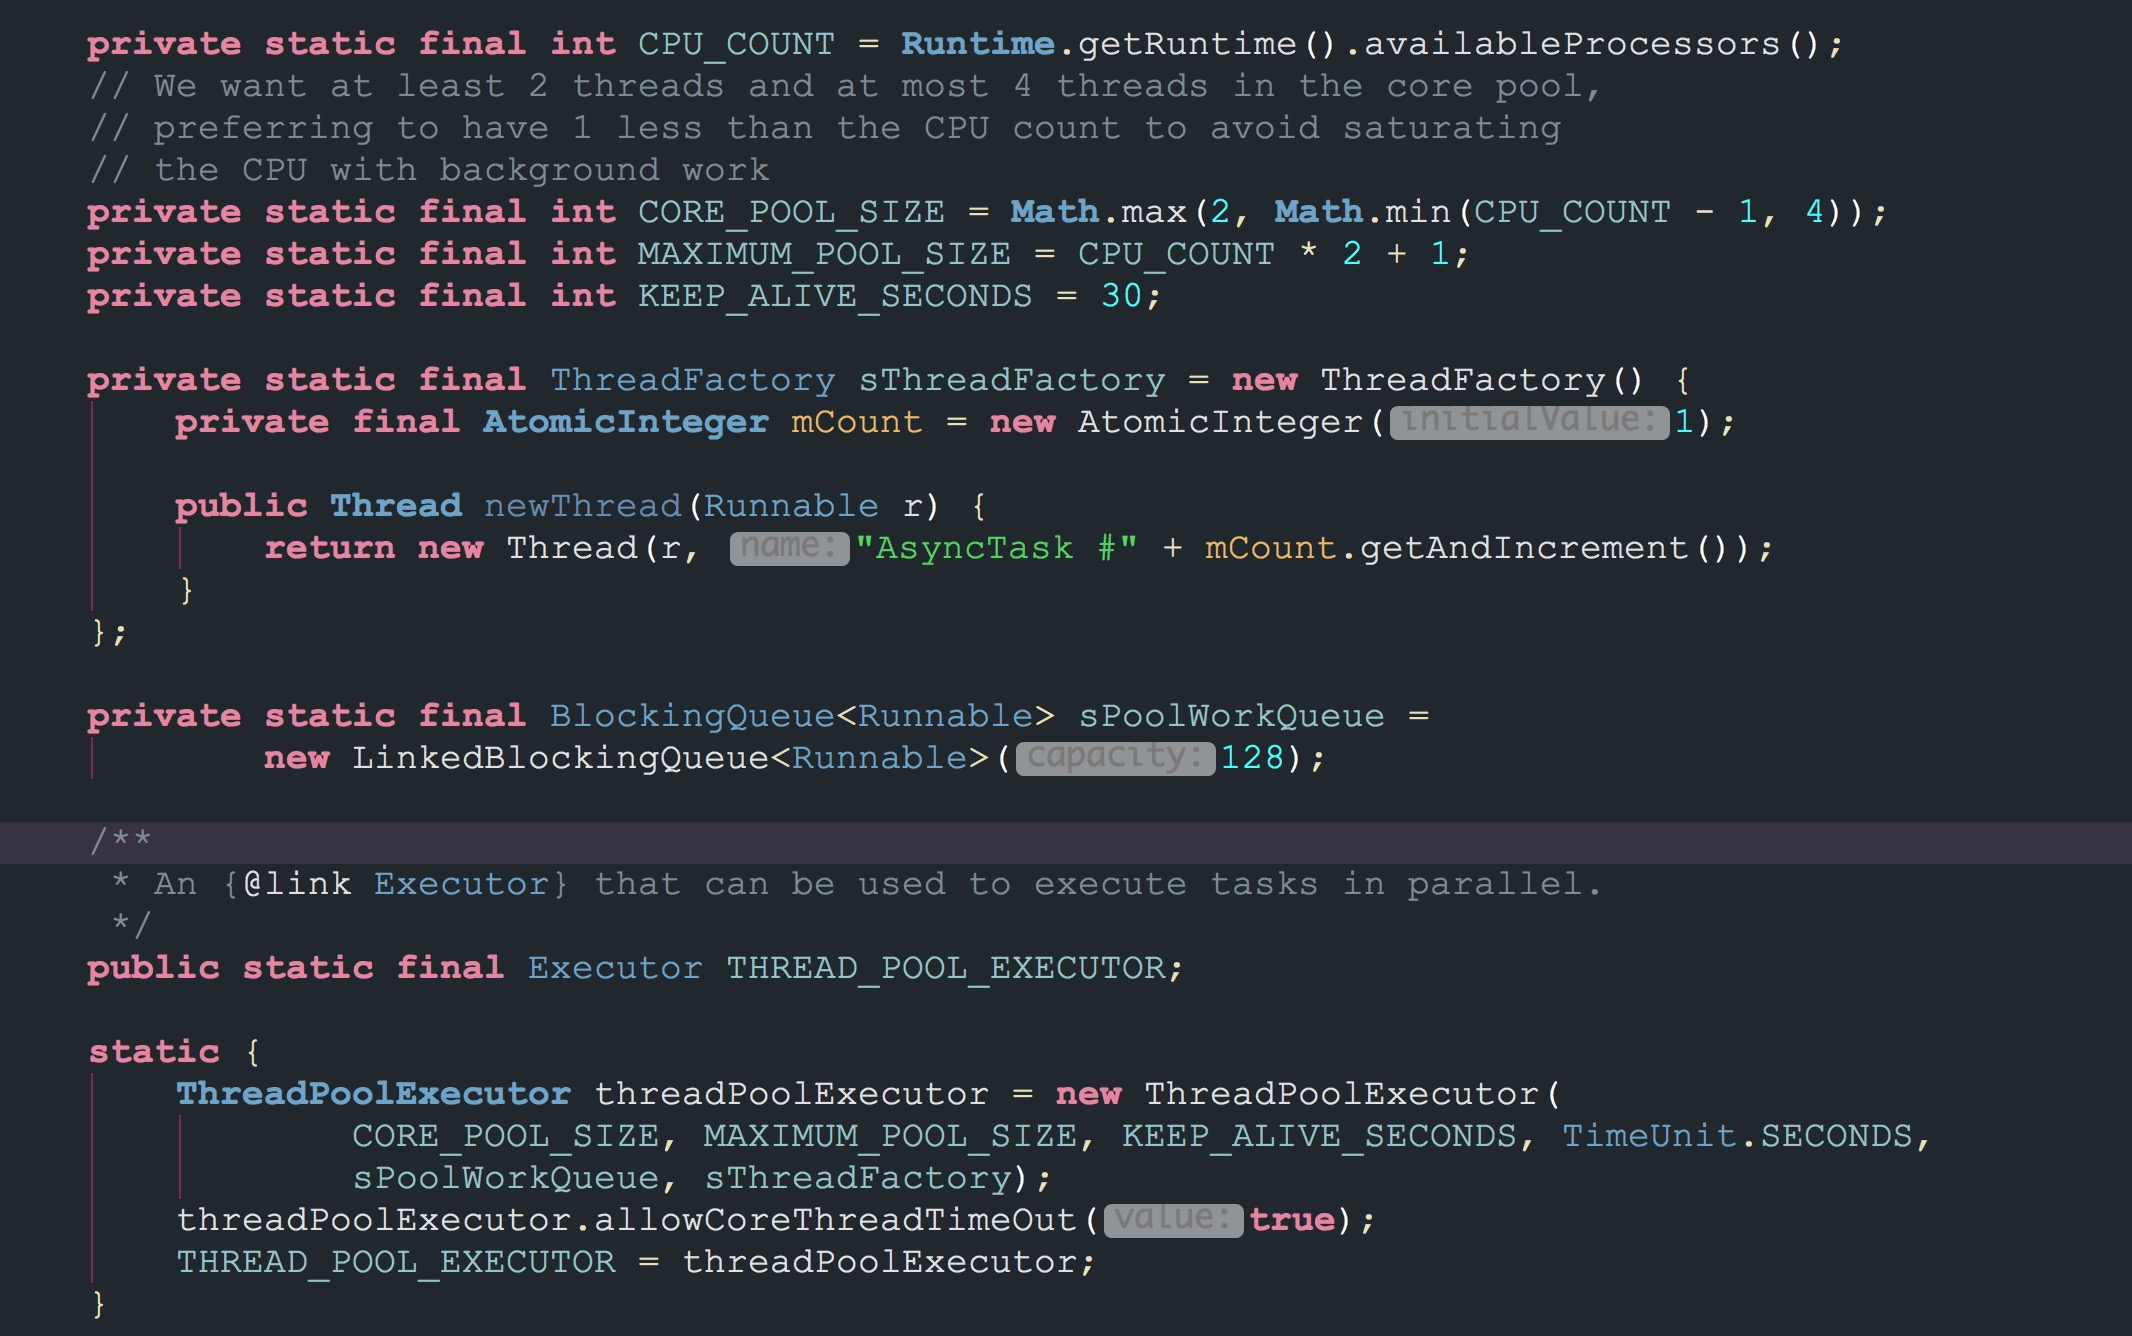 private static final int CPU_COUNT = Runtime.getRuntime().availableProcessors();
// We want at least 2 threads and at most 4 threads in the core pool,
// preferring to have 1 less than the CPU count to avoid saturating
// the CPU with background work
private static final int CORE_POOL_SIZE = Math.max(2, Math.min(CPU_COUNT - 1, 4));
private static final int MAXIMUM_POOL_SIZE = CPU_COUNT * 2 + 1;
private static final int KEEP_ALIVE_SECONDS = 30;

private static final ThreadFactory sThreadFactory = new ThreadFactory() {
    private final AtomicInteger mCount = new AtomicInteger(initialValue: 1);

    public Thread newThread(Runnable r) {
        return new Thread(r, name: "AsyncTask #" + mCount.getAndIncrement());
    }
};

private static final BlockingQueue<Runnable> sPoolWorkQueue =
        new LinkedBlockingQueue<Runnable>(capacity: 128);

/**
 * An {@link Executor} that can be used to execute tasks in parallel.
 */
public static final Executor THREAD_POOL_EXECUTOR;

static {
    ThreadPoolExecutor threadPoolExecutor = new ThreadPoolExecutor(
            CORE_POOL_SIZE, MAXIMUM_POOL_SIZE, KEEP_ALIVE_SECONDS, TimeUnit.SECONDS,
            sPoolWorkQueue, sThreadFactory);
    threadPoolExecutor.allowCoreThreadTimeOut(value: true);
    THREAD_POOL_EXECUTOR = threadPoolExecutor;
}